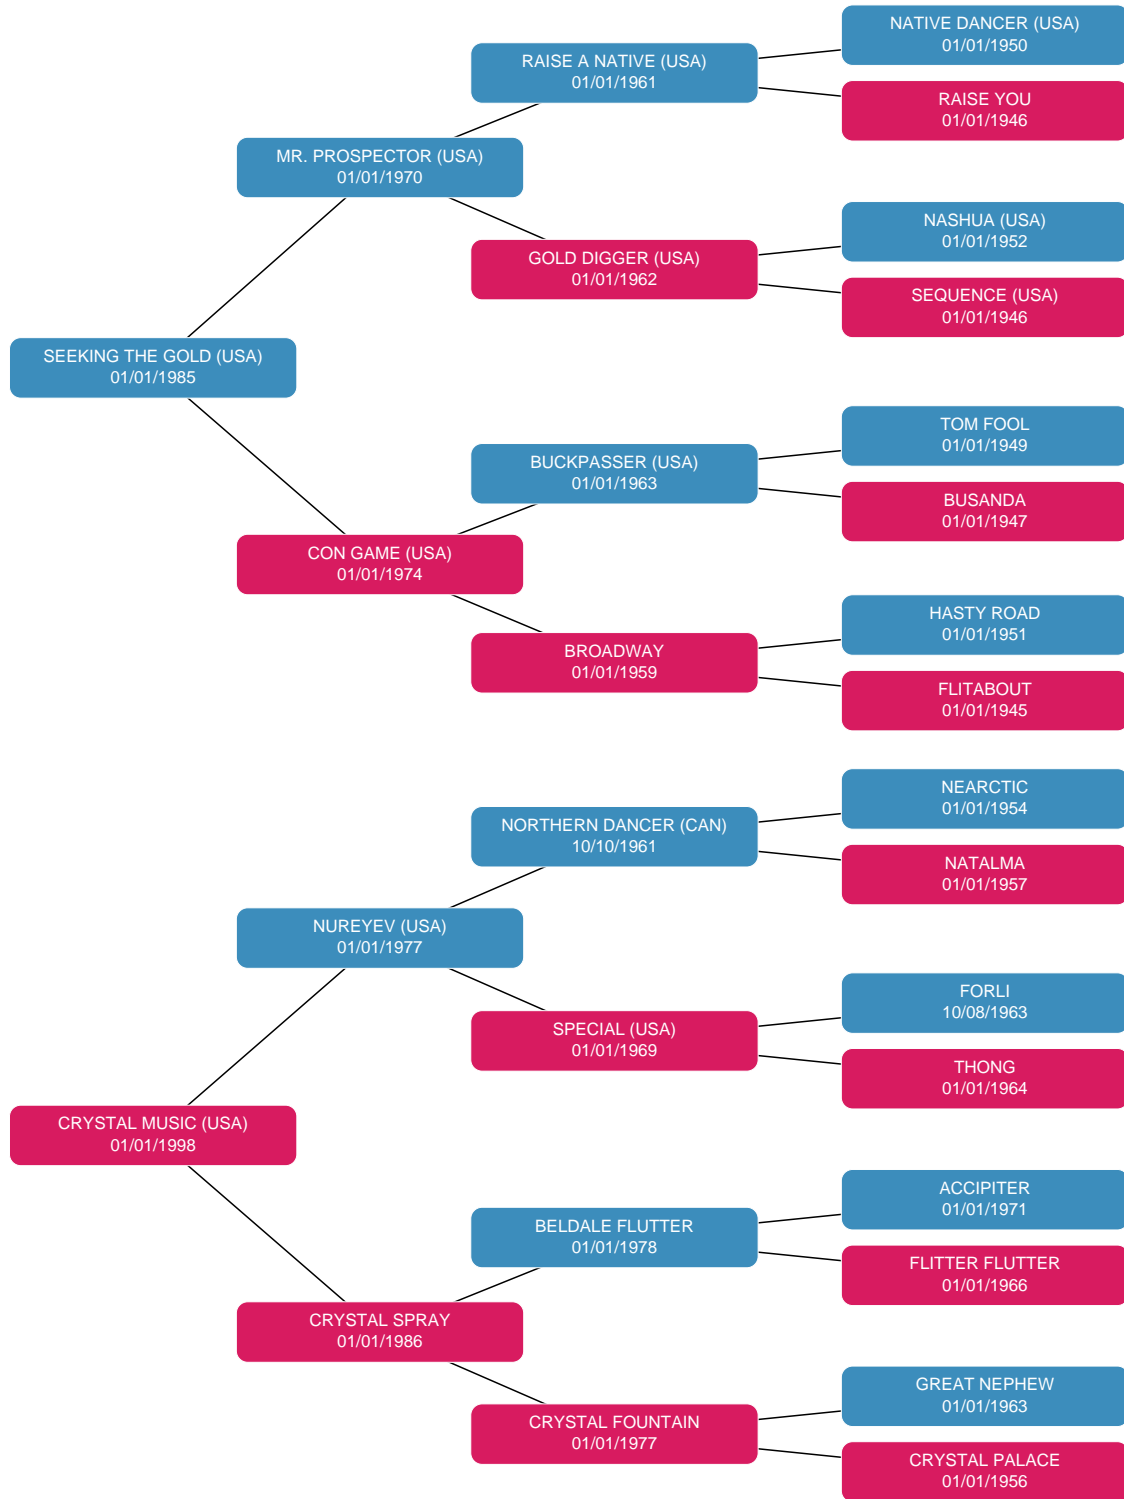 NATIVE DANCER (USA)
01/01/1950
RAISE A NATIVE (USA)
01/01/1961
RAISE YOU
01/01/1946
MR. PROSPECTOR (USA)
01/01/1970
NASHUA (USA)
01/01/1952
GOLD DIGGER (USA)
01/01/1962
SEQUENCE (USA)
01/01/1946
SEEKING THE GOLD (USA)
01/01/1985
TOM FOOL
01/01/1949
BUCKPASSER (USA)
01/01/1963
BUSANDA
01/01/1947
CON GAME (USA)
01/01/1974
HASTY ROAD
01/01/1951
BROADWAY
01/01/1959
FLITABOUT
01/01/1945
NEARCTIC
01/01/1954
NORTHERN DANCER (CAN)
10/10/1961
NATALMA
01/01/1957
NUREYEV (USA)
01/01/1977
FORLI
10/08/1963
SPECIAL (USA)
01/01/1969
THONG
01/01/1964
CRYSTAL MUSIC (USA)
01/01/1998
ACCIPITER
01/01/1971
BELDALE FLUTTER
01/01/1978
FLITTER FLUTTER
01/01/1966
CRYSTAL SPRAY
01/01/1986
GREAT NEPHEW
01/01/1963
CRYSTAL FOUNTAIN
01/01/1977
CRYSTAL PALACE
01/01/1956